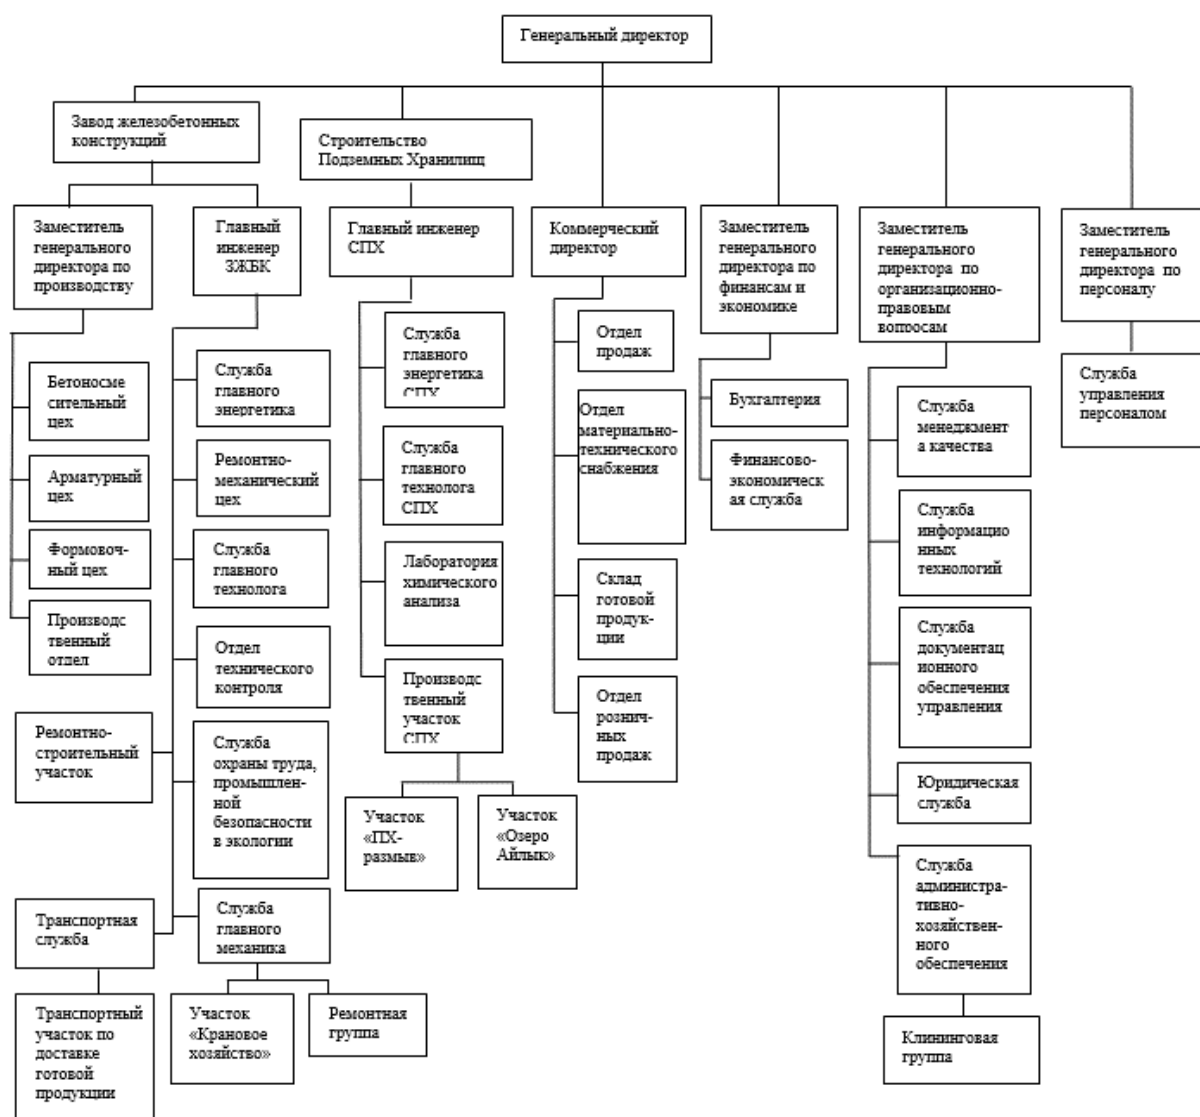 Генеральный директор
Завод железобетонных
конструкций
Строительство
Подземных Хранилищ
Заместитель
генерального
директора по
производству
Главный
инженер
ЗЖБК
Главный инженер
СПХ
Коммерческий
директор
Заместитель
генерального
директора по
финансам и
экономике
Заместитель
генерального
директора по
организационно-
правовым
вопросам
Заместитель
генерального
директора по
персоналу
Бетоносме
сительный
цех
Арматурный
цех
Формовоч-
ный цех
Производс
твенный
отдел
Служба
главного
энергетика
Ремонтно-
механический
цех
Служба
главного
технолога
Отдел
технического
контроля
Ремонтно-
строительный
участок
Служба
охраны труда,
промышлен-
ной
безопасности
в экологии
Транспортная
служба
Служба
главного
механика
Транспортный
участок по
доставке
готовой
продукции
Участок
«Крановое
хозяйство»
Ремонтная
группа
Служба
главного
энергетика
СПХ
Служба
главного
технолога
СПХ
Лаборатория
химического
анализа
Производс
твенный
участок
СПХ
Участок
«ПХ-
размыв»
Участок
«Озеро
Айлык»
Отдел
продаж
Отдел
материально-
технического
снабжения
Склад
готовой
продук-
ции
Отдел
рознич-
ных
продаж
Бухгалтерия
Финансово-
экономическ
ая служба
Служба
менеджмент
а качества
Служба
информацио
нных
технологий
Служба
документац
ионного
обеспечения
управления
Юридическая
служба
Служба
администра-
тивно-
хозяйствен-
ного
обеспечения
Клининговая
группа
Служба
управления
персоналом